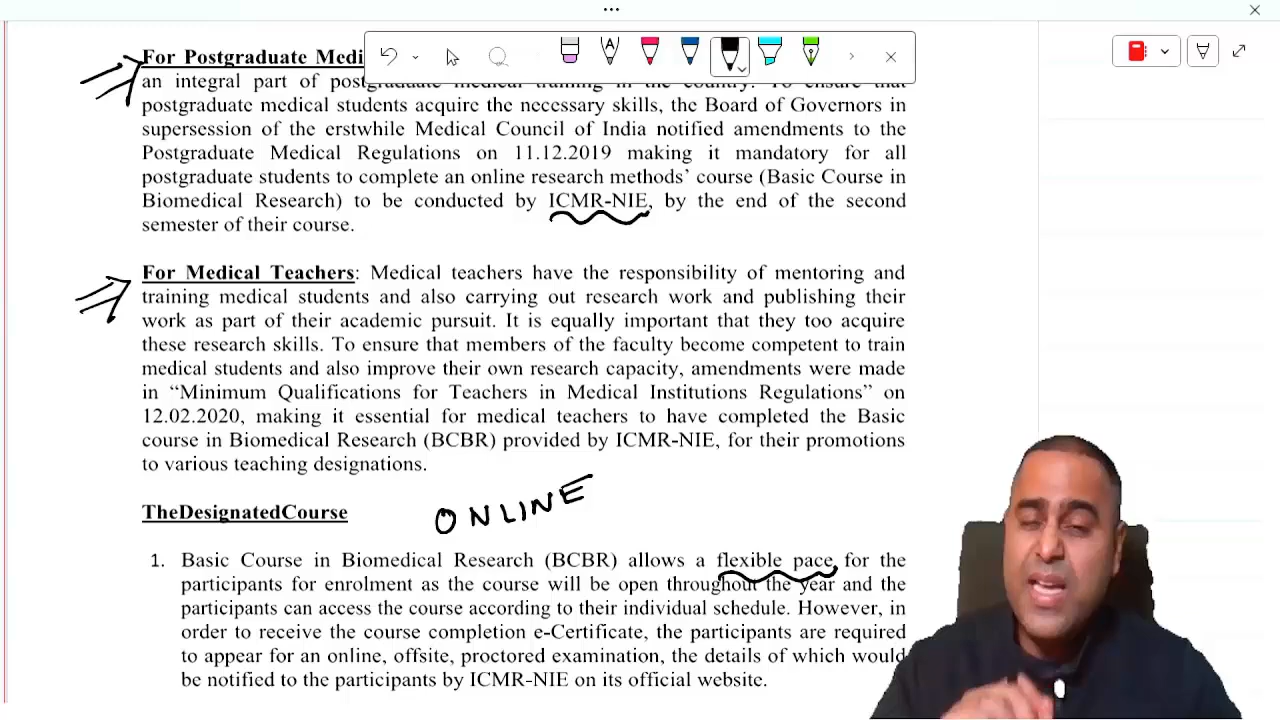 For Postgraduate Medi
an integral part of postgraduate medical training in the country. To ensure that
postgraduate medical students acquire the necessary skills, the Board of Governors in
supersession of the erstwhile Medical Council of India notified amendments to the
Postgraduate Medical Regulations on 11.12.2019 making it mandatory for all
postgraduate students to complete an online research methods’ course (Basic Course in
Biomedical Research) to be conducted by ICMR-NIE, by the end of the second
semester of their course.
For Medical Teachers: Medical teachers have the responsibility of mentoring and
training medical students and also carrying out research work and publishing their
work as part of their academic pursuit. It is equally important that they too acquire
these research skills. To ensure that members of the faculty become competent to train
medical students and also improve their own research capacity, amendments were made
in “Minimum Qualifications for Teachers in Medical Institutions Regulations” on
12.02.2020, making it essential for medical teachers to have completed the Basic
course in Biomedical Research (BCBR) provided by ICMR-NIE, for their promotions
to various teaching designations.
ONLINE
TheDesignatedCourse
1. Basic Course in Biomedical Research (BCBR) allows a flexible pace for the
participants for enrolment as the course will be open throughout the year and the
participants can access the course according to their individual schedule. However, in
order to receive the course completion e-Certificate, the participants are required
to appear for an online, offsite, proctored examination, the details of which would
be notified to the participants by ICMR-NIE on its official website.